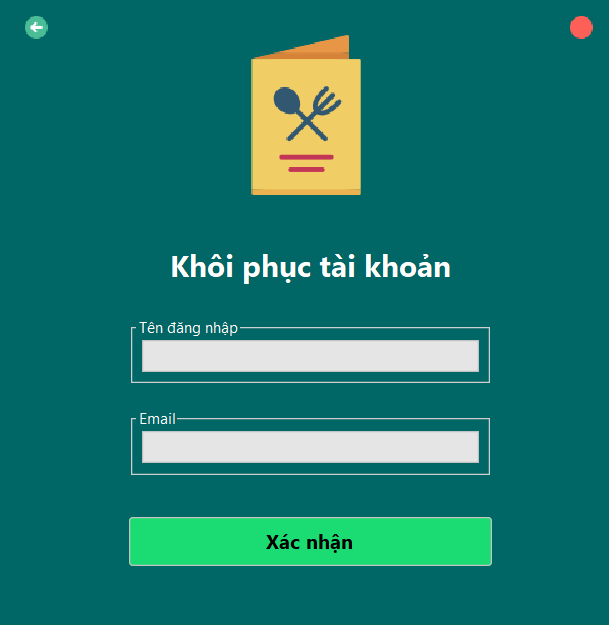 Khôi phục tài khoản
Tên đăng nhập
Email
Xác nhận